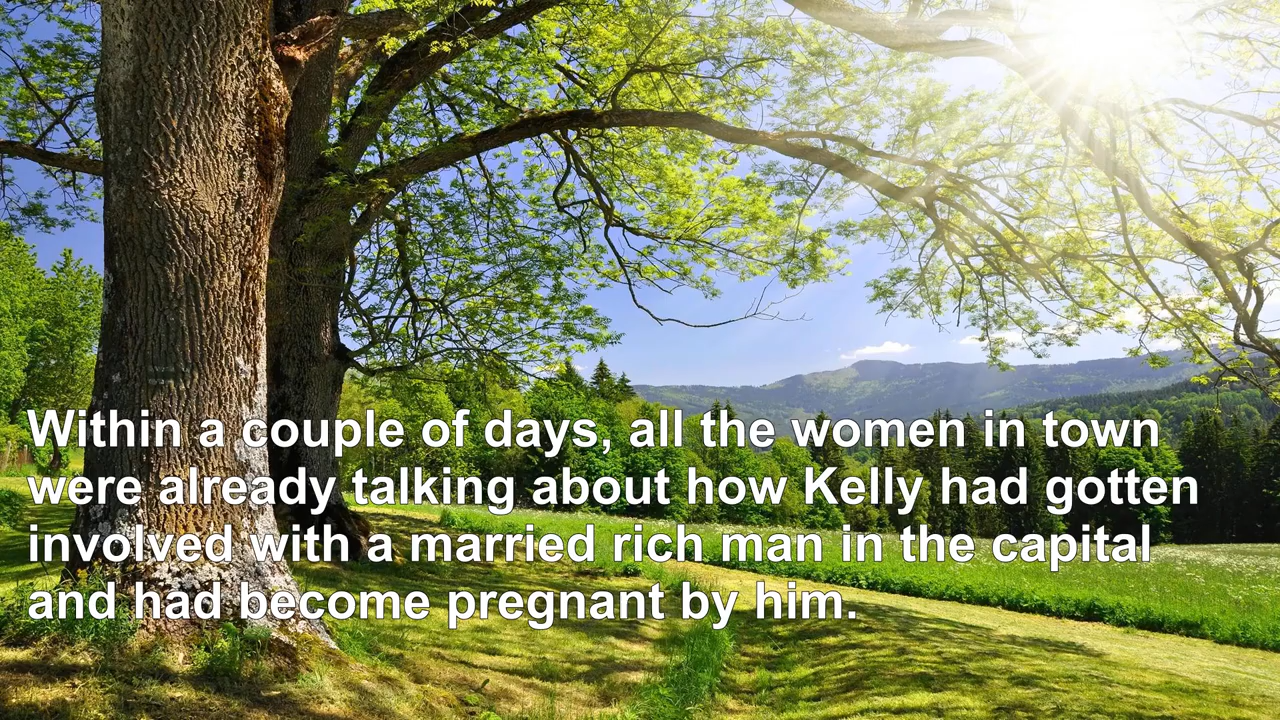 Within a couple of days, all the women in town
were already talking about how Kelly had gotten
involved with a married rich man in the capital
and had become pregnant by him.